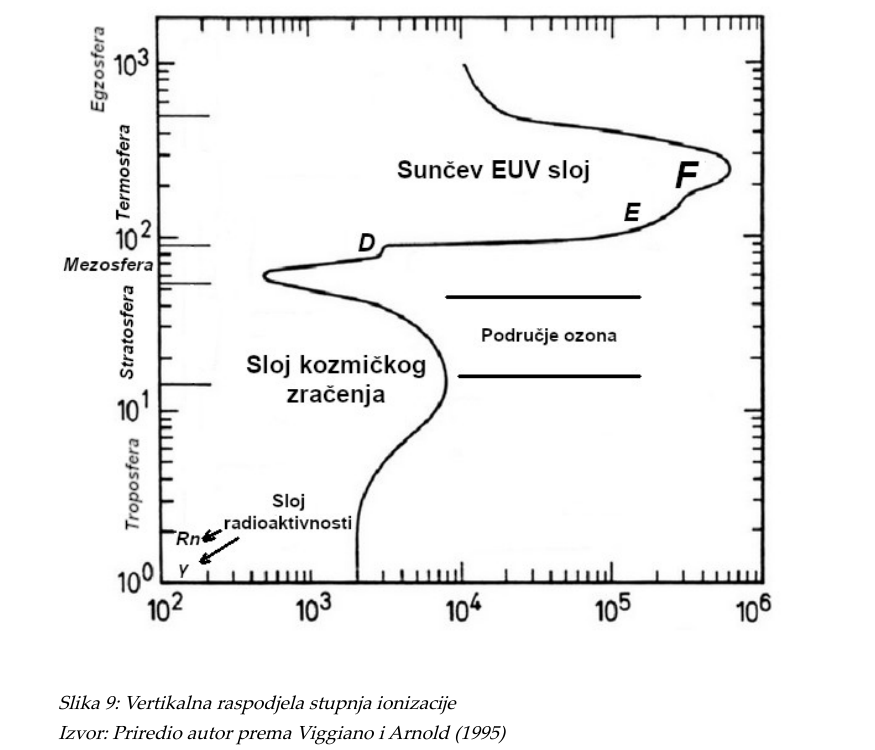 Egzosfera
Termosfera
Mezosfera
Stratosfera
Troposfera
10³
10²
10¹
10⁰
Sunčev EUV sloj
F
E
D
Područje ozona
Sloj kozmičkog
zračenja
Sloj
radioaktivnosti
Rn
γ
10² 10³ 10⁴ 10⁵ 10⁶
Slika 9: Vertikalna raspodjela stupnja ionizacije
Izvor: Priredio autor prema Viggiano i Arnold (1995)